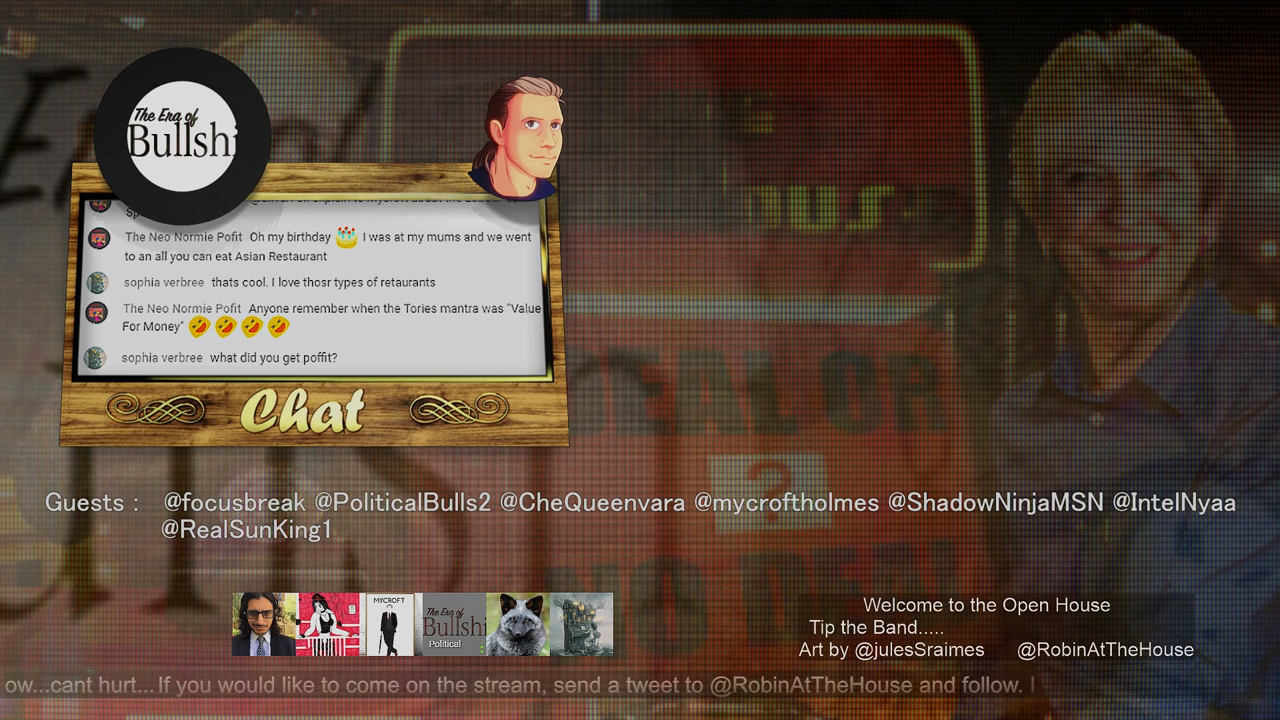 The Era of
Bullshi
The Neo Normie Pofit Oh my birthday I was at my mums and we went
to an all you can eat Asian Restaurant
sophia verbree thats cool. I love thosr types of retaurants
The Neo Normie Pofit Anyone remember when the Tories mantra was "Value
For Money"
sophia verbree what did you get poffit?
Chat
DEAL OR
?
NO DEAL
Guests : @focusbreak @PoliticalBulls2 @CheQueenvara @mycroftholmes @ShadowNinjaMSN @IntelNyaa
@RealSunKing1
MYCROFT
The Era of
Bullshi
Political
Welcome to the Open House
Tip the Band.....
Art by @julesSraimes @RobinAtTheHouse
ow...cant hurt... If you would like to come on the stream, send a tweet to @RobinAtTheHouse and follow. I